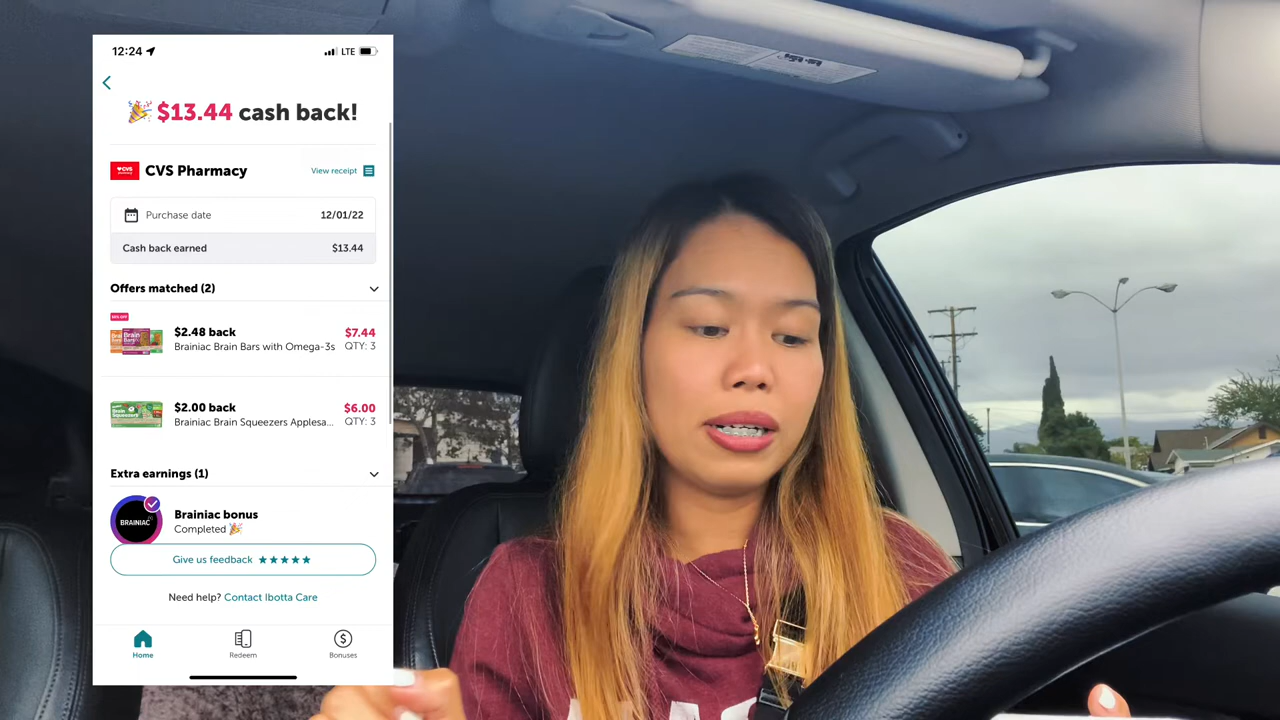 12:24
LTE
$13.44 cash back!
CVS pharmacy
CVS Pharmacy
View receipt
Purchase date 12/01/22
Cash back earned $13.44
Offers matched (2)
$2.48 back $7.44
Brainiac Brain Bars with Omega-3s QTY: 3
$2.00 back $6.00
Brainiac Brain Squeezers Applesa... QTY: 3
Extra earnings (1)
BRAINIAC
Brainiac bonus
Completed
Give us feedback ★★★★★
Need help? Contact Ibotta Care
Home Redeem Bonuses